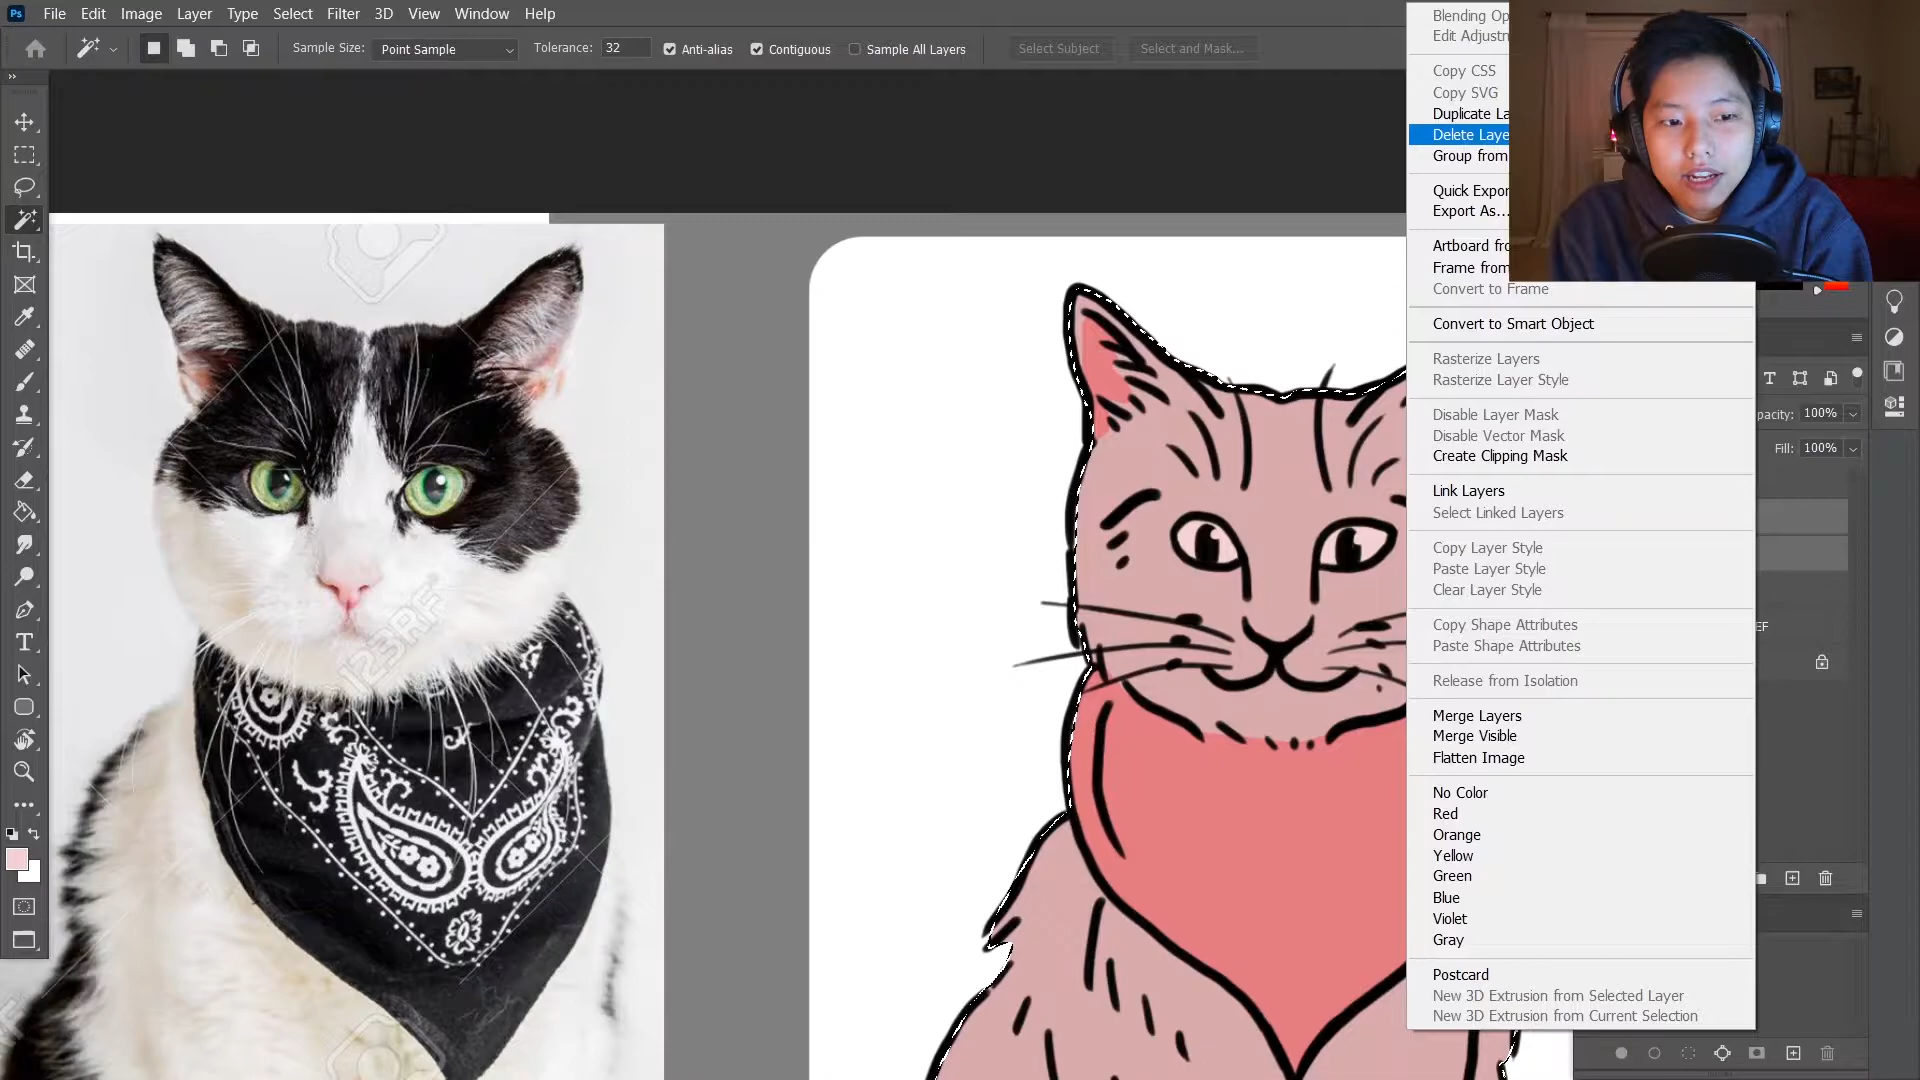 Ps File Edit Image Layer Type Select Filter 3D View Window Help
Sample Size: Point Sample Tolerance: 32 Anti-alias Contiguous Sample All Layers Select Subject Select and Mask...
Blending Op
Edit Adjustn
Copy CSS
Copy SVG
Duplicate La
Delete Laye
Group from
Quick Expor
Export As...
Artboard fro
Frame from
Convert to Frame
Convert to Smart Object
Rasterize Layers
Rasterize Layer Style
Disable Layer Mask
Disable Vector Mask
Create Clipping Mask
Link Layers
Select Linked Layers
Copy Layer Style
Paste Layer Style
Clear Layer Style
Copy Shape Attributes
Paste Shape Attributes
Release from Isolation
Merge Layers
Merge Visible
Flatten Image
No Color
Red
Orange
Yellow
Green
Blue
Violet
Gray
Postcard
New 3D Extrusion from Selected Layer
New 3D Extrusion from Current Selection
pacity: 100%
Fill: 100%
EF
123RF